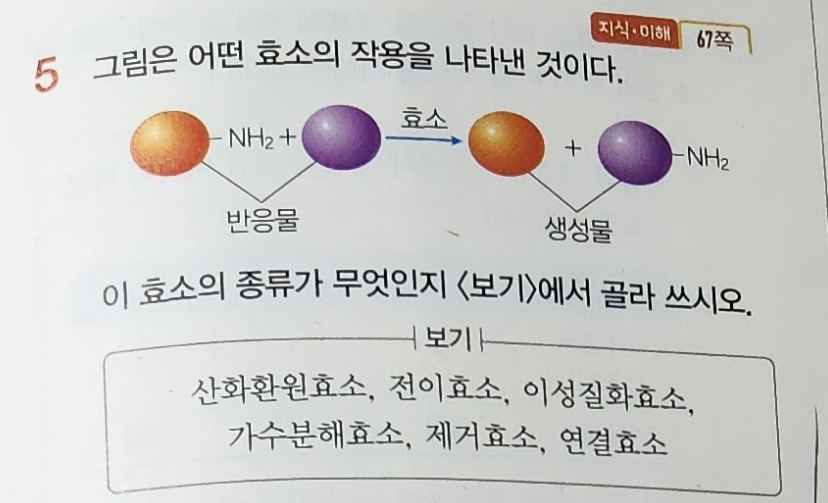 지식·이해 67쪽
5 그림은 어떤 효소의 작용을 나타낸 것이다.
NH₂ + 효소 + NH₂
반응물 생성물
이 효소의 종류가 무엇인지 〈보기〉에서 골라 쓰시오.
보기
산화환원효소, 전이효소, 이성질화효소,
가수분해효소, 제거효소, 연결효소